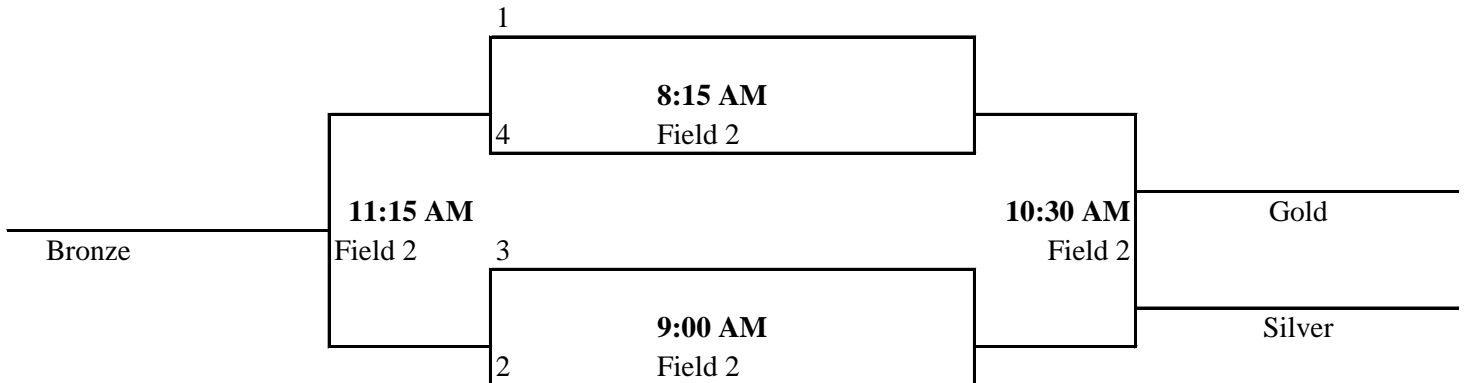 1
8:15 AM
4 Field 2
11:15 AM 10:30 AM Gold
Bronze Field 2 3 Field 2
9:00 AM Silver
2 Field 2